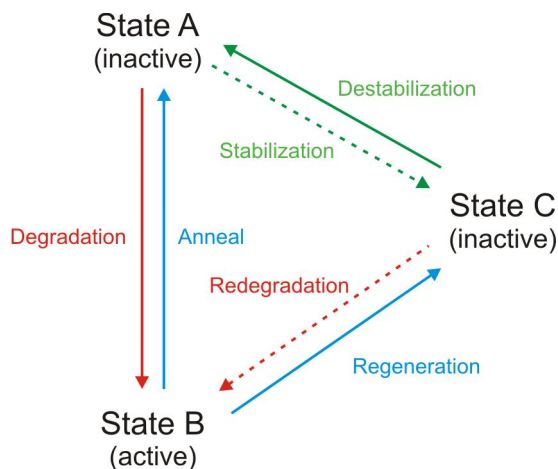 State A
(inactive)
Destabilization
Stabilization
State C
(inactive)
Degradation
Anneal
Redegradation
Regeneration
State B
(active)